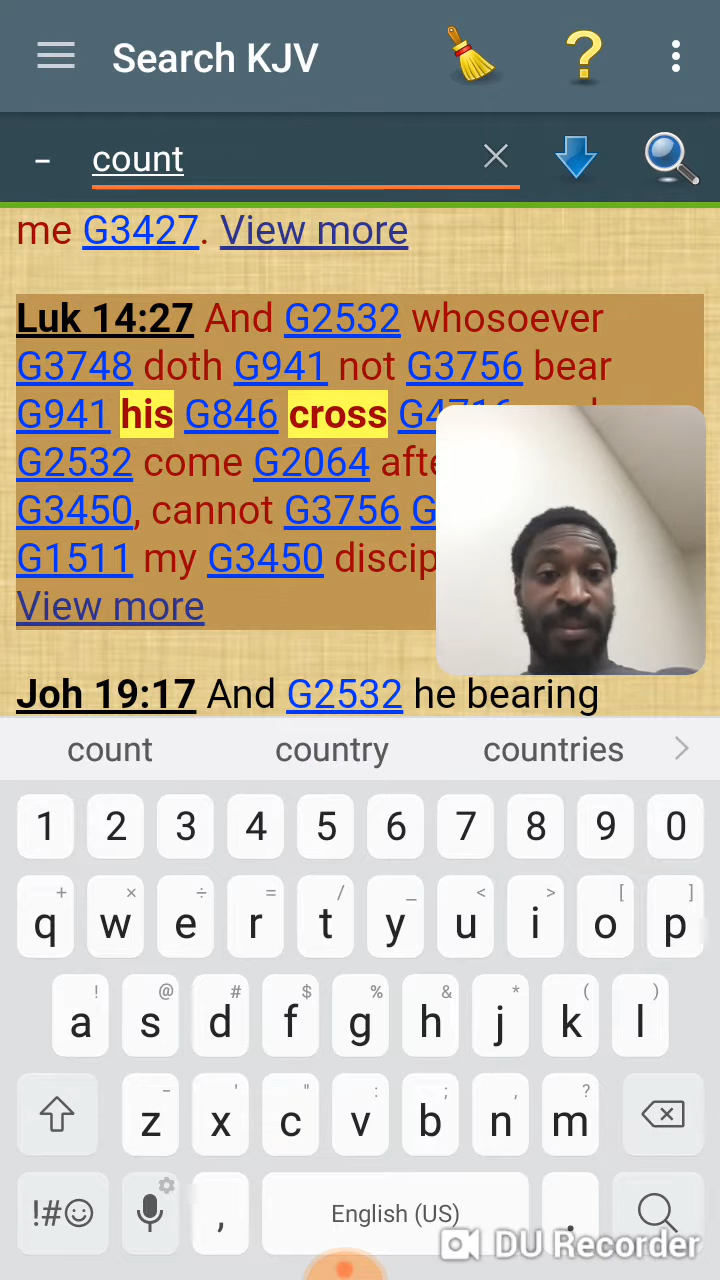 Search KJV
?
- count
me G3427. View more
Luk 14:27 And G2532 whosoever
G3748 doth G941 not G3756 bear
G941 his G846 cross
G2532 come G2064
G3450, cannot G3756
G1511 my G3450
View more
Joh 19:17 And G2532 he bearing
count country countries
1 2 3 4 5 6 7 8 9 0
+ × ÷ = / _ < > [ ]
q w e r t y u i o p
! @ # $ % & * ( )
a s d f g h j k l
- ' " : ; , ?
z x c v b n m
!#☺ , English (US) .
DU Recorder